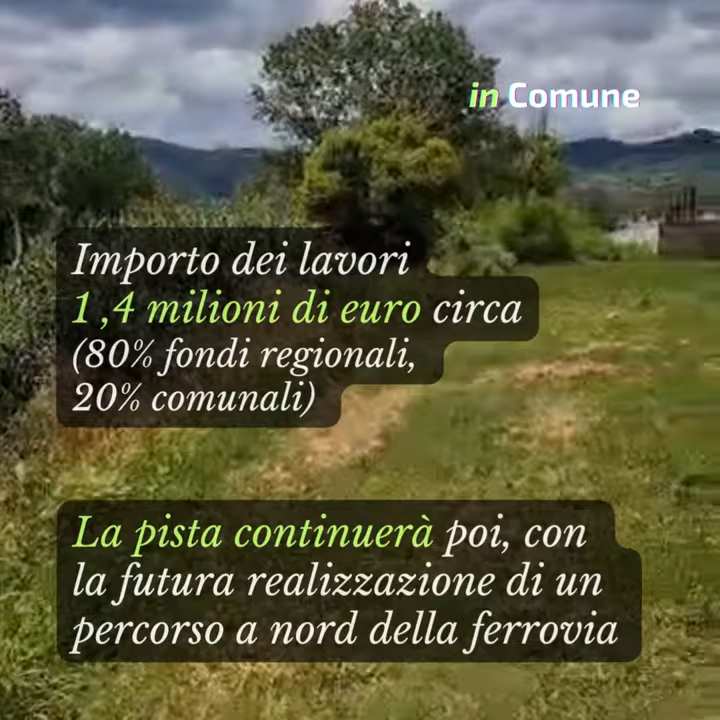 in Comune
Importo dei lavori
1,4 milioni di euro circa
(80% fondi regionali,
20% comunali)
La pista continuerà poi, con
la futura realizzazione di un
percorso a nord della ferrovia